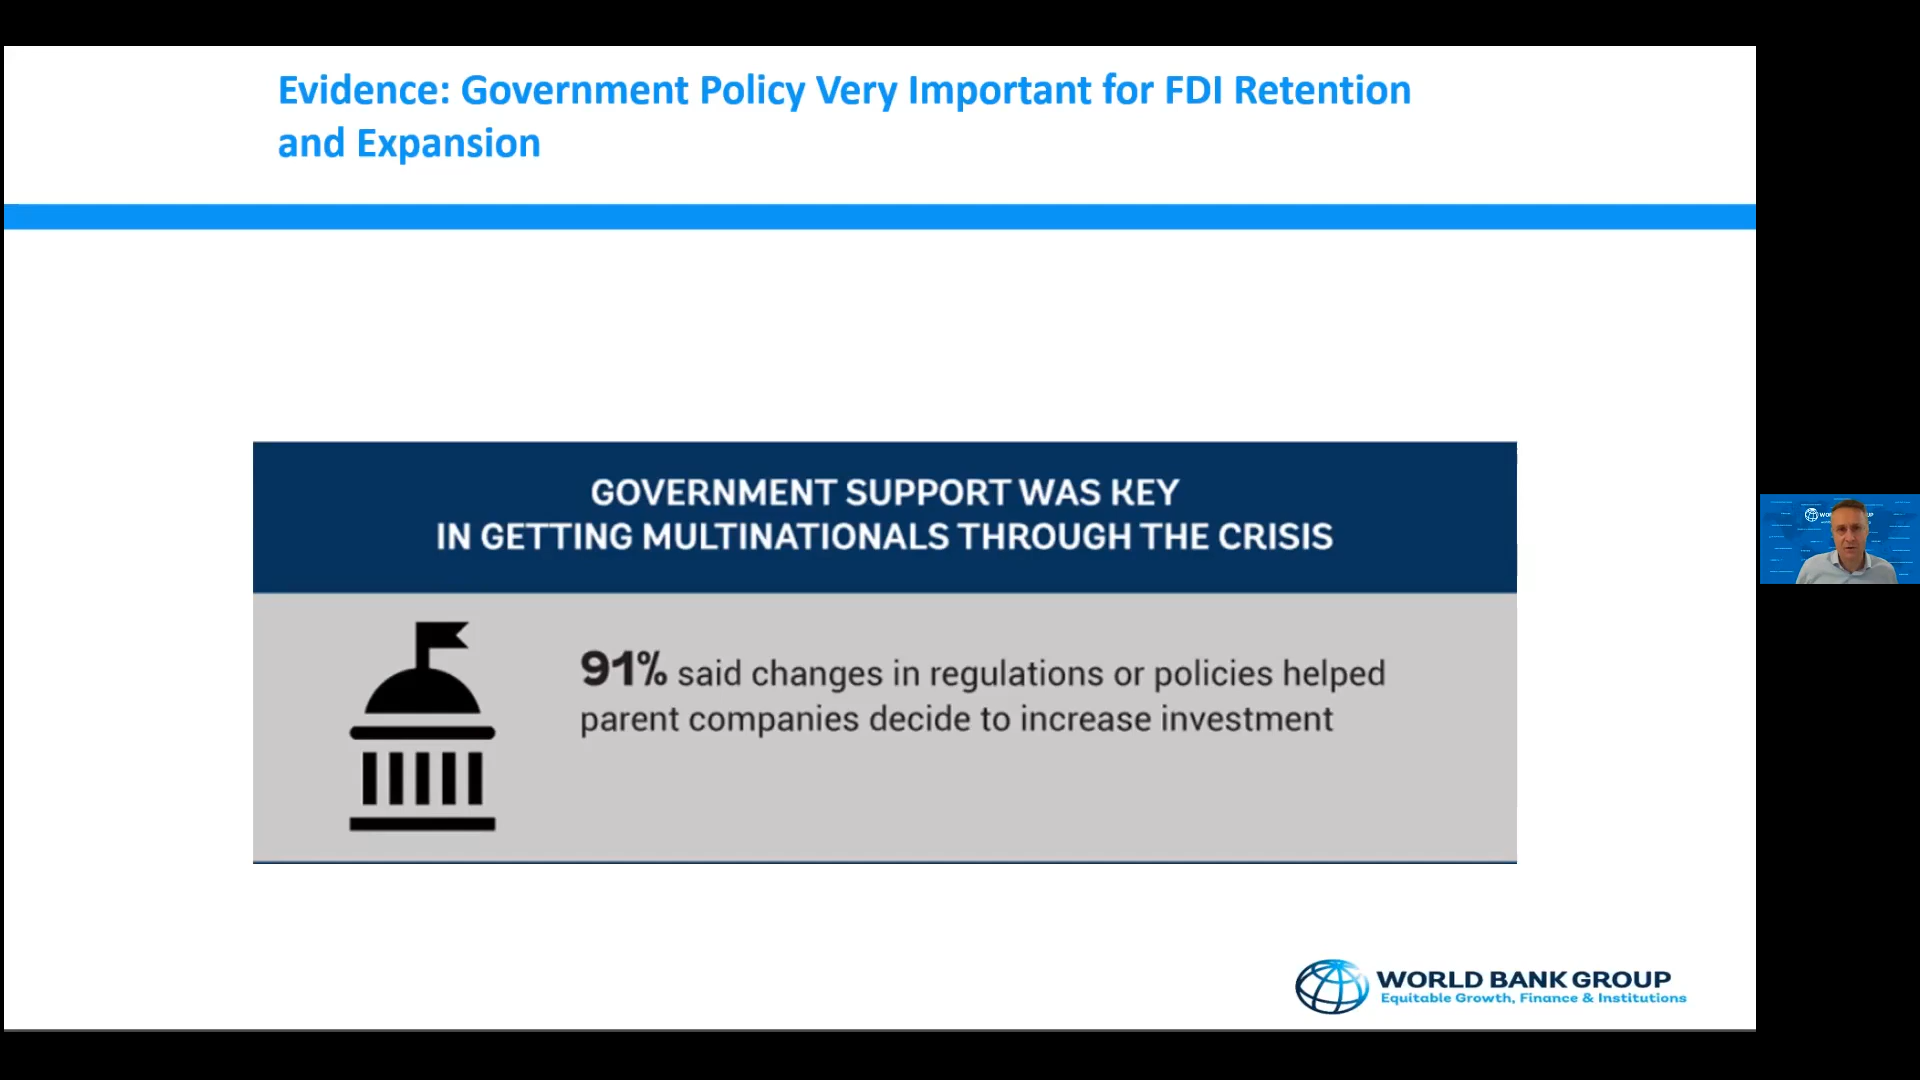 Evidence: Government Policy Very Important for FDI Retention
and Expansion
GOVERNMENT SUPPORT WAS KEY
IN GETTING MULTINATIONALS THROUGH THE CRISIS
91% said changes in regulations or policies helped
parent companies decide to increase investment
WORLD BANK GROUP
Equitable Growth, Finance & Institutions